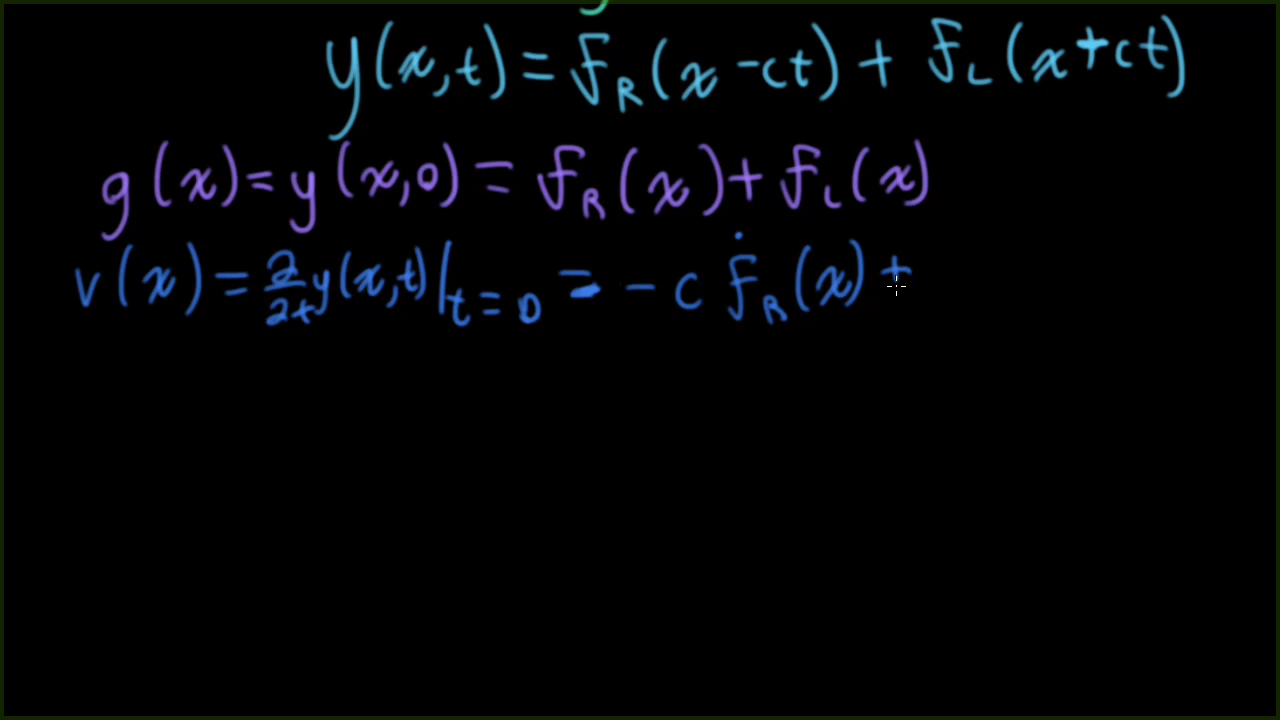 y(x,t) = f_R(x-ct) + f_L(x+ct)
g(x) = y(x,0) = f_R(x) + f_L(x)
v(x) = ∂/∂t y(x,t)|_{t=0} = -c ḟ_R(x) +